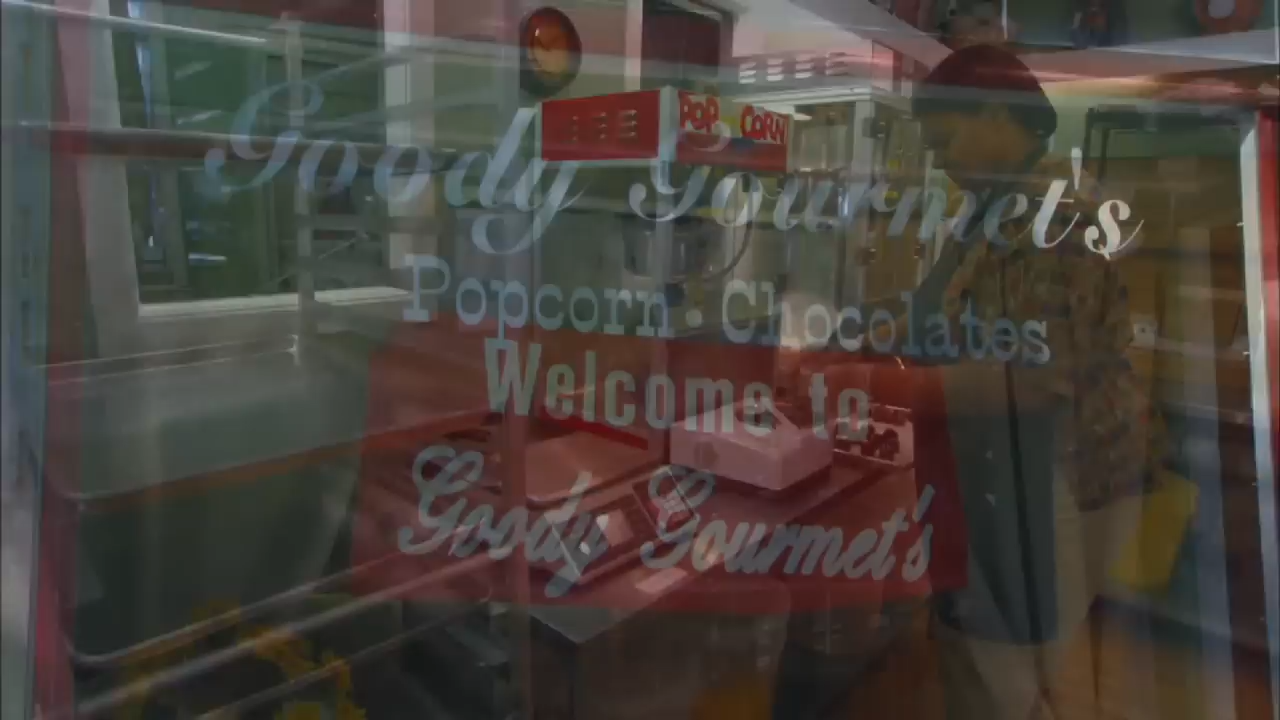 POP CORN
Goody Gourmet's
Popcorn • Chocolates
Welcome to
Goody Gourmet's